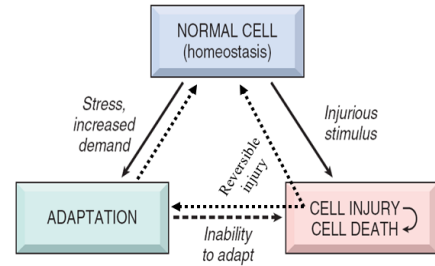 NORMAL CELL
(homeostasis)
Stress,
increased
demand
Injurious
stimulus
Reversible
injury
ADAPTATION
Inability
to adapt
CELL INJURY
CELL DEATH